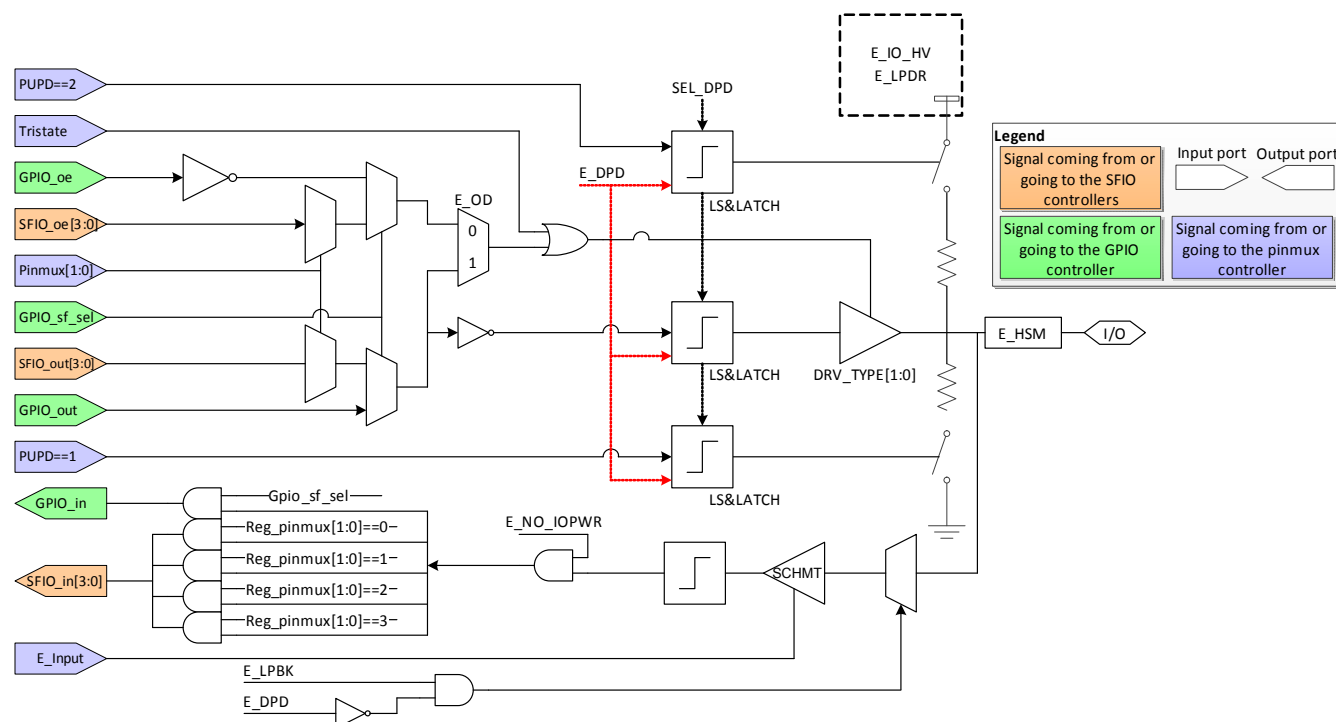 E_IO_HV
E_LPDR
PUPD==2
SEL_DPD
Tristate
Legend
Signal coming from or
going to the SFIO
controllers
Input port
Output port
GPIO_oe
E_DPD
E_OD
LS&LATCH
SFIO_oe[3:0]
0
Signal coming from or
going to the GPIO
controller
Signal coming from or
going to the pinmux
controller
1
Pinmux[1:0]
GPIO_sf_sel
E_HSM
I/O
SFIO_out[3:0]
LS&LATCH
DRV_TYPE[1:0]
GPIO_out
PUPD==1
LS&LATCH
Gpio_sf_sel
GPIO_in
E_NO_IOPWR
Reg_pinmux[1:0]==0
Reg_pinmux[1:0]==1
SCHMT
SFIO_in[3:0]
Reg_pinmux[1:0]==2
Reg_pinmux[1:0]==3
E_Input
E_LPBK
E_DPD